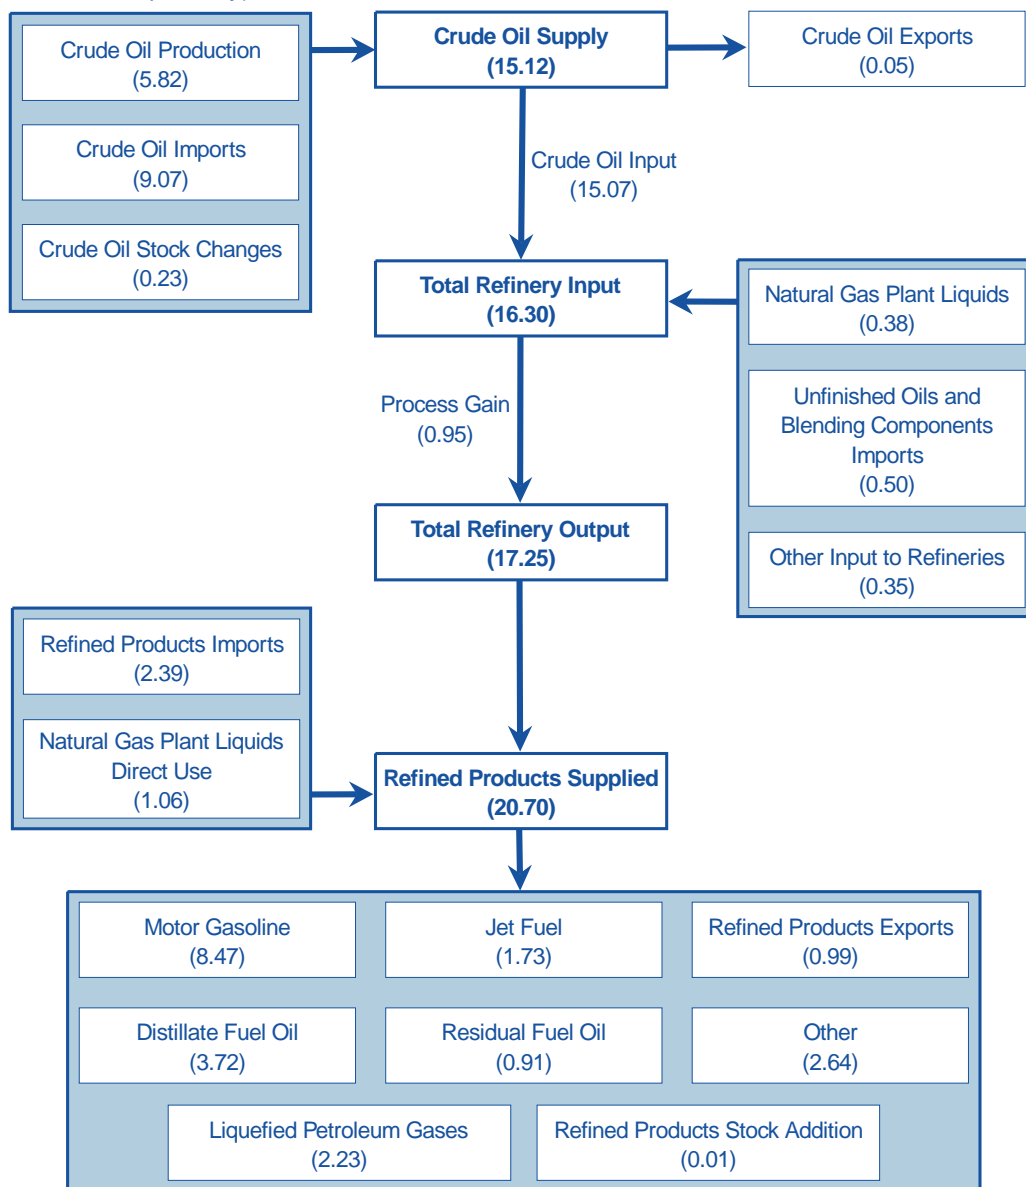 Crude Oil Production
(5.82)
Crude Oil Supply
(15.12)
Crude Oil Exports
(0.05)
Crude Oil Imports
(9.07)
Crude Oil Input
(15.07)
Crude Oil Stock Changes
(0.23)
Total Refinery Input
(16.30)
Natural Gas Plant Liquids
(0.38)
Unfinished Oils and
Blending Components
Imports
(0.50)
Process Gain
(0.95)
Total Refinery Output
(17.25)
Other Input to Refineries
(0.35)
Refined Products Imports
(2.39)
Natural Gas Plant Liquids
Direct Use
(1.06)
Refined Products Supplied
(20.70)
Motor Gasoline
(8.47)
Jet Fuel
(1.73)
Refined Products Exports
(0.99)
Distillate Fuel Oil
(3.72)
Residual Fuel Oil
(0.91)
Other
(2.64)
Liquefied Petroleum Gases
(2.23)
Refined Products Stock Addition
(0.01)